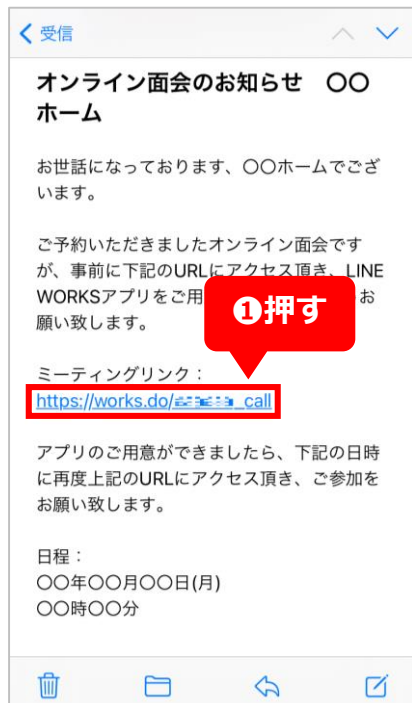 受信
オンライン面会のお知らせ　〇〇
ホーム
お世話になっております、〇〇ホームでござ
います。
ご予約いただきましたオンライン面会です
が、事前に下記のURLにアクセス頂き、LINE
WORKSアプリをご用
お
願い致します。
❶押す
ミーティングリンク：
https://works.do/
_call
アプリのご用意ができましたら、下記の日時
に再度上記のURLにアクセス頂き、ご参加を
お願い致します。
日程：
〇〇年〇〇月〇〇日(月)
〇〇時〇〇分